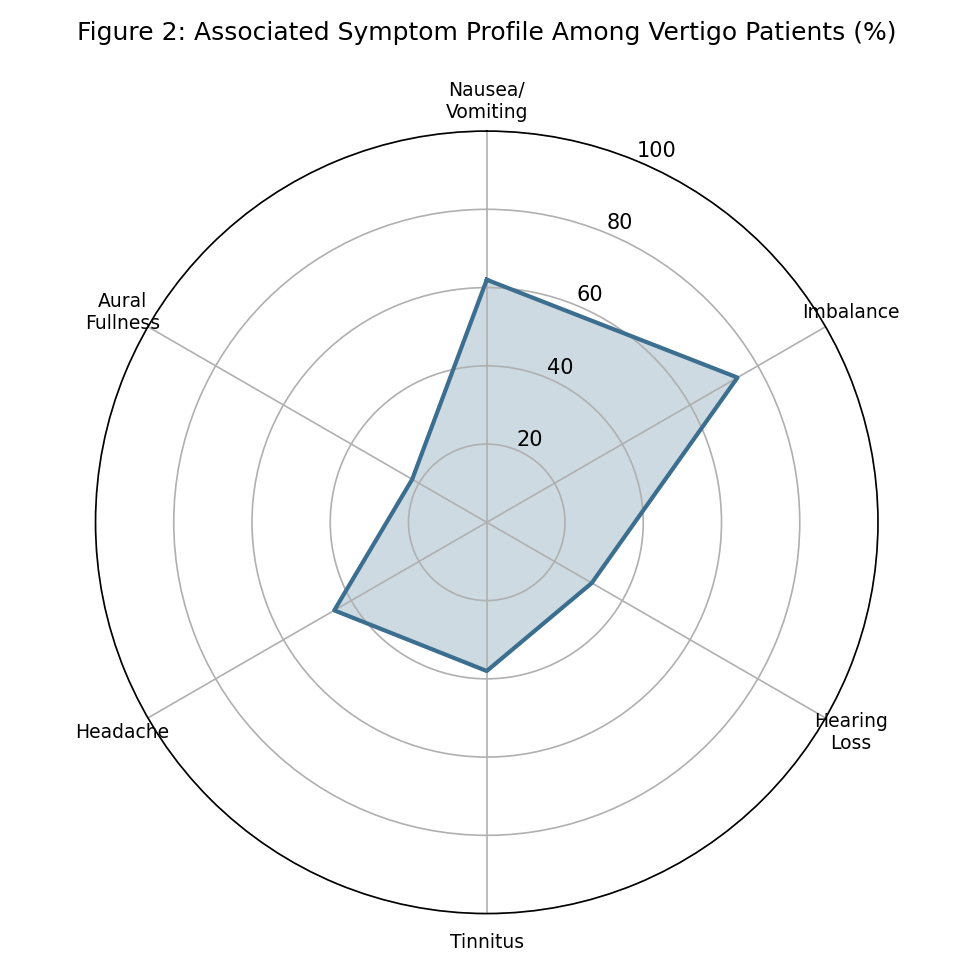 Figure 2: Associated Symptom Profile Among Vertigo Patients (%)
Nausea/
Vomiting
100
80
60
40
20
Imbalance
Aural
Fullness
Headache
Hearing
Loss
Tinnitus